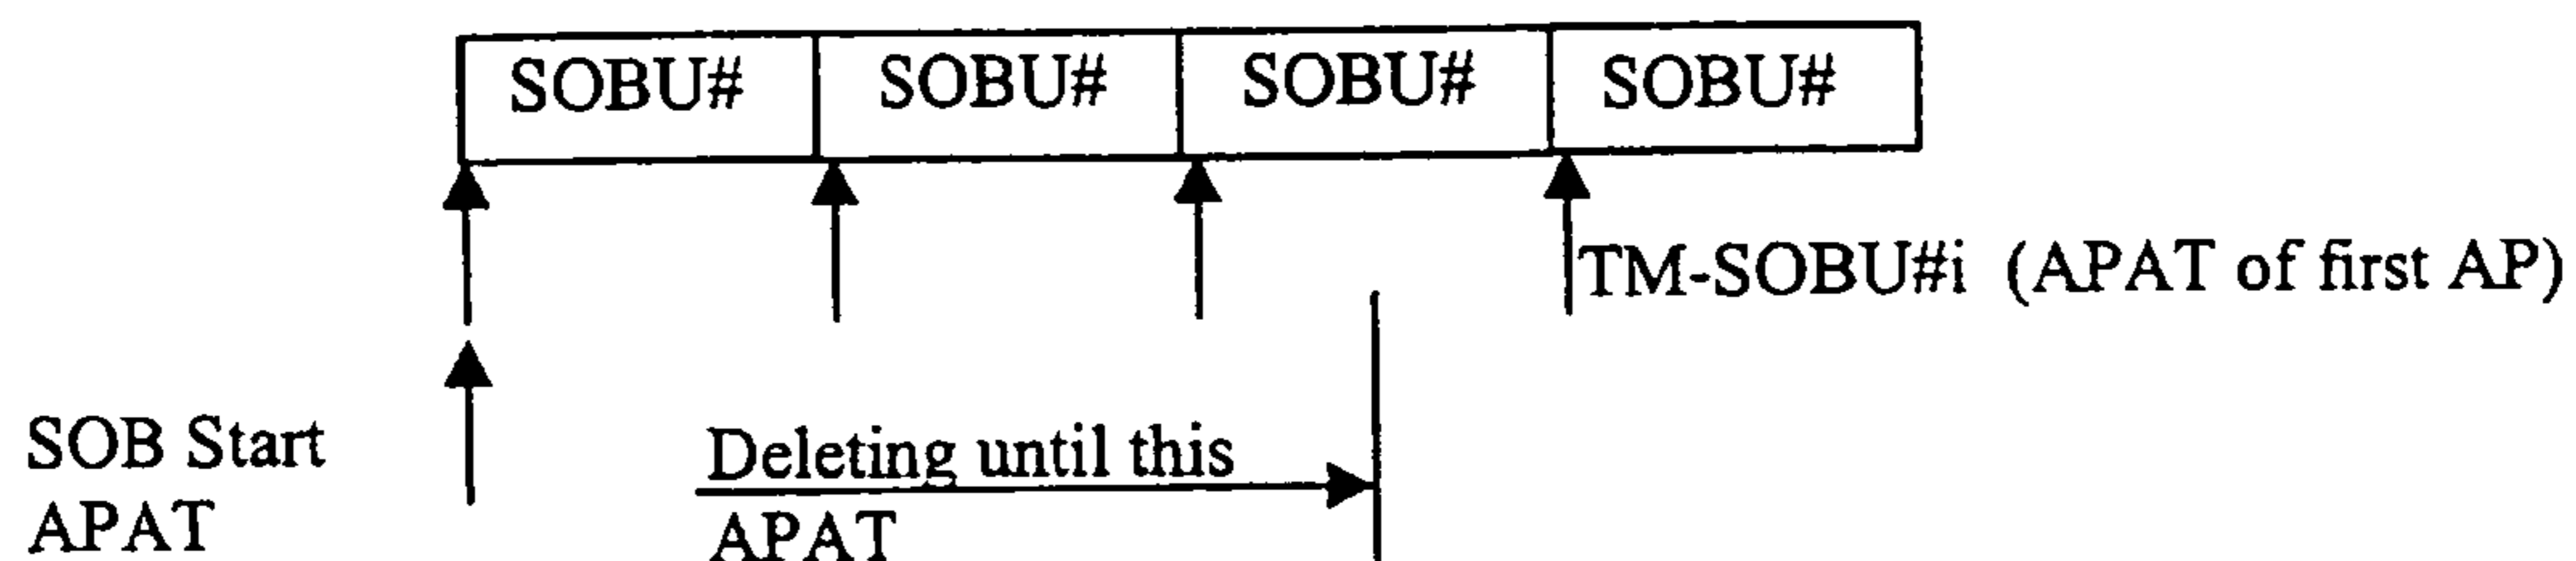 SOBU# SOBU# SOBU# SOBU#
TM-SOBU#i (APAT of first AP)
SOB Start
APAT
Deleting until this
APAT